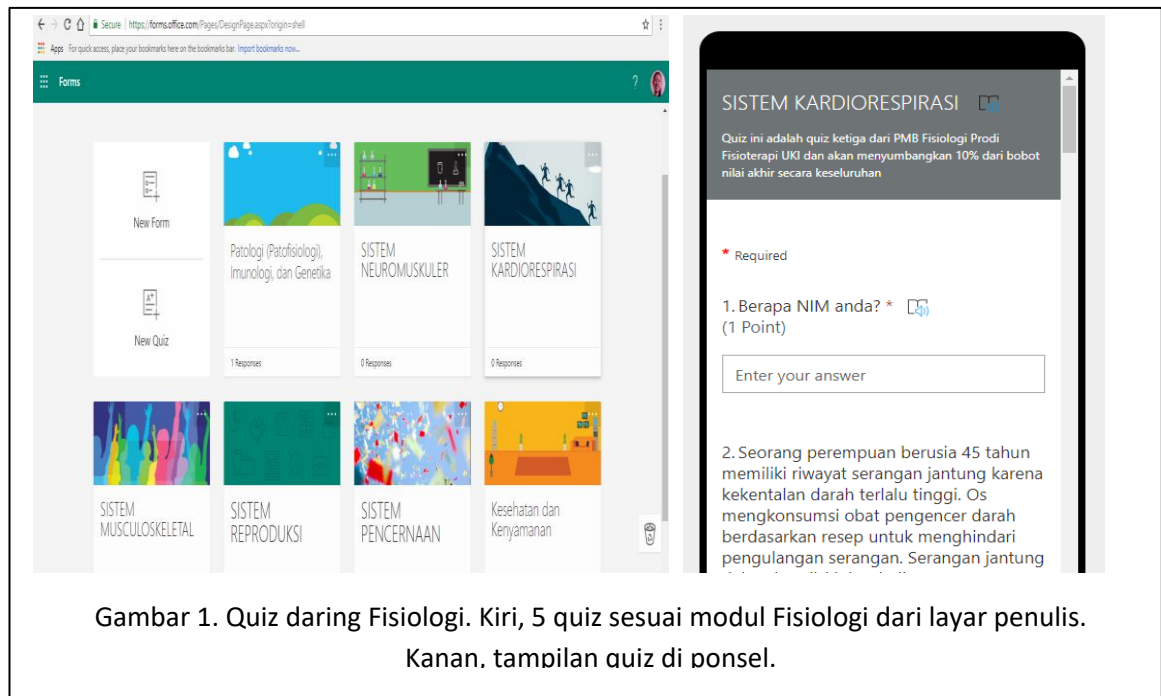 Secure https://forms.office.com/Pages/DesignPage.aspx?origin=shell
Apps For quick access, place your bookmarks here on the bookmarks bar. Import bookmarks now...
Forms
?
New Form
New Quiz
Patologi (Patofisiologi),
Imunologi, dan Genetika
1 Responses
SISTEM
NEUROMUSKULER
0 Responses
SISTEM
KARDIORESPIRASI
0 Responses
SISTEM
MUSCULOSKELETAL
SISTEM
REPRODUKSI
SISTEM
PENCERNAAN
Kesehatan dan
Kenyamanan
SISTEM KARDIORESPIRASI
Quiz ini adalah quiz ketiga dari PMB Fisiologi Prodi
Fisioterapi UKI dan akan menyumbangkan 10% dari bobot
nilai akhir secara keseluruhan
* Required
1. Berapa NIM anda? *
(1 Point)
Enter your answer
2. Seorang perempuan berusia 45 tahun
memiliki riwayat serangan jantung karena
kekentalan darah terlalu tinggi. Os
mengkonsumsi obat pengencer darah
berdasarkan resep untuk menghindari
pengulangan serangan. Serangan jantung
Gambar 1. Quiz daring Fisiologi. Kiri, 5 quiz sesuai modul Fisiologi dari layar penulis.
Kanan, tampilan quiz di ponsel.